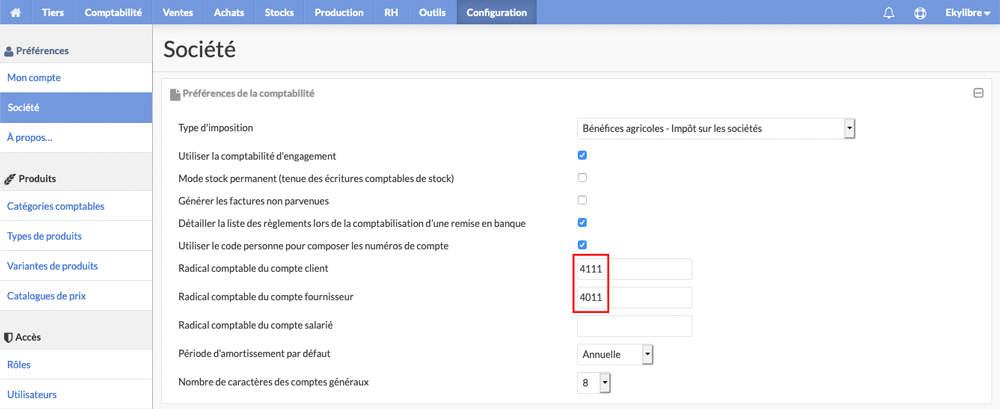 Tiers Comptabilité Ventes Achats Stocks Production RH Outils Configuration Ekylibre
Préférences
Mon compte
Société
À propos...
Produits
Catégories comptables
Types de produits
Variantes de produits
Catalogues de prix
Accès
Rôles
Utilisateurs
Société
Préférences de la comptabilité
Type d'imposition Bénéfices agricoles - Impôt sur les sociétés
Utiliser la comptabilité d'engagement
Mode stock permanent (tenue des écritures comptables de stock)
Générer les factures non parvenues
Détailler la liste des règlements lors de la comptabilisation d’une remise en banque
Utiliser le code personne pour composer les numéros de compte
Radical comptable du compte client 4111
Radical comptable du compte fournisseur 4011
Radical comptable du compte salarié
Période d’amortissement par défaut Annuelle
Nombre de caractères des comptes généraux 8